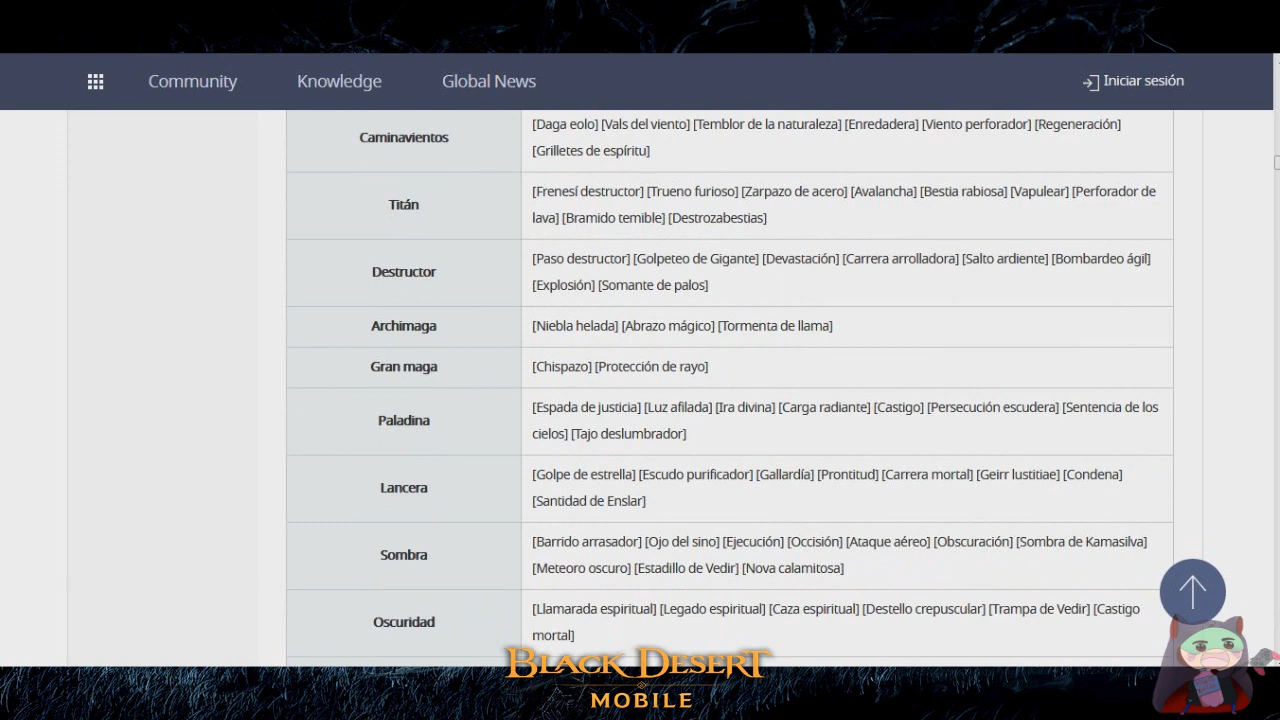 Community Knowledge Global News Iniciar sesión
Caminavientos
[Daga eolo] [Vals del viento] [Temblor de la naturaleza] [Enredadera] [Viento perforador] [Regeneración]
[Grilletes de espíritu]
Titán
[Frenesí destructor] [Trueno furioso] [Zarpazo de acero] [Avalancha] [Bestia rabiosa] [Vapulear] [Perforador de
lava] [Bramido temible] [Destrozabestias]
Destructor
[Paso destructor] [Golpeteo de Gigante] [Devastación] [Carrera arrolladora] [Salto ardiente] [Bombardeo ágil]
[Explosión] [Somante de palos]
Archimaga
[Niebla helada] [Abrazo mágico] [Tormenta de llama]
Gran maga
[Chispazo] [Protección de rayo]
Paladina
[Espada de justicia] [Luz afilada] [Ira divina] [Carga radiante] [Castigo] [Persecución escudera] [Sentencia de los
cielos] [Tajo deslumbrador]
Lancera
[Golpe de estrella] [Escudo purificador] [Gallardía] [Prontitud] [Carrera mortal] [Geirr lustitiae] [Condena]
[Santidad de Enslar]
Sombra
[Barrido arrasador] [Ojo del sino] [Ejecución] [Occisión] [Ataque aéreo] [Obscuración] [Sombra de Kamasilva]
[Meteoro oscuro] [Estadillo de Vedir] [Nova calamitosa]
Oscuridad
[Llamarada espiritual] [Legado espiritual] [Caza espiritual] [Destello crepuscular] [Trampa de Vedir] [Castigo
mortal]
BLACK DESERT
MOBILE